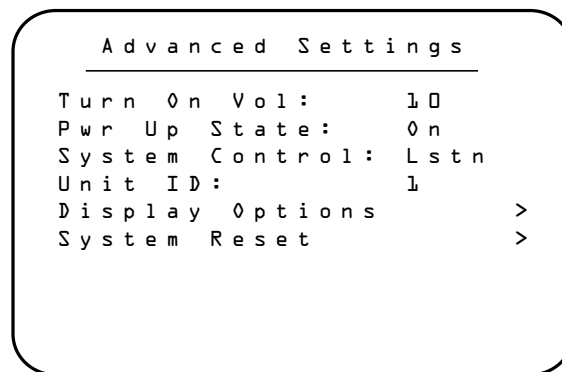 Advanced Settings
Turn On Vol: 10
Pwr Up State: On
System Control: Lstn
Unit ID: 1
Display Options >
System Reset >